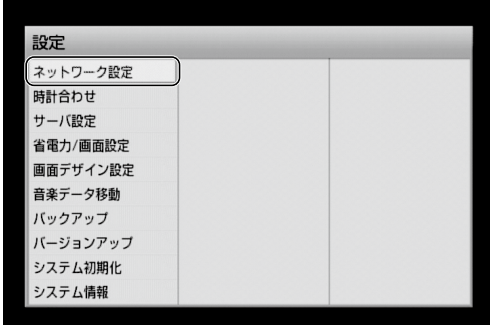 設定
ネットワーク設定
時計合わせ
サーバ設定
省電力/画面設定
画面デザイン設定
音楽データ移動
バックアップ
バージョンアップ
システム初期化
システム情報